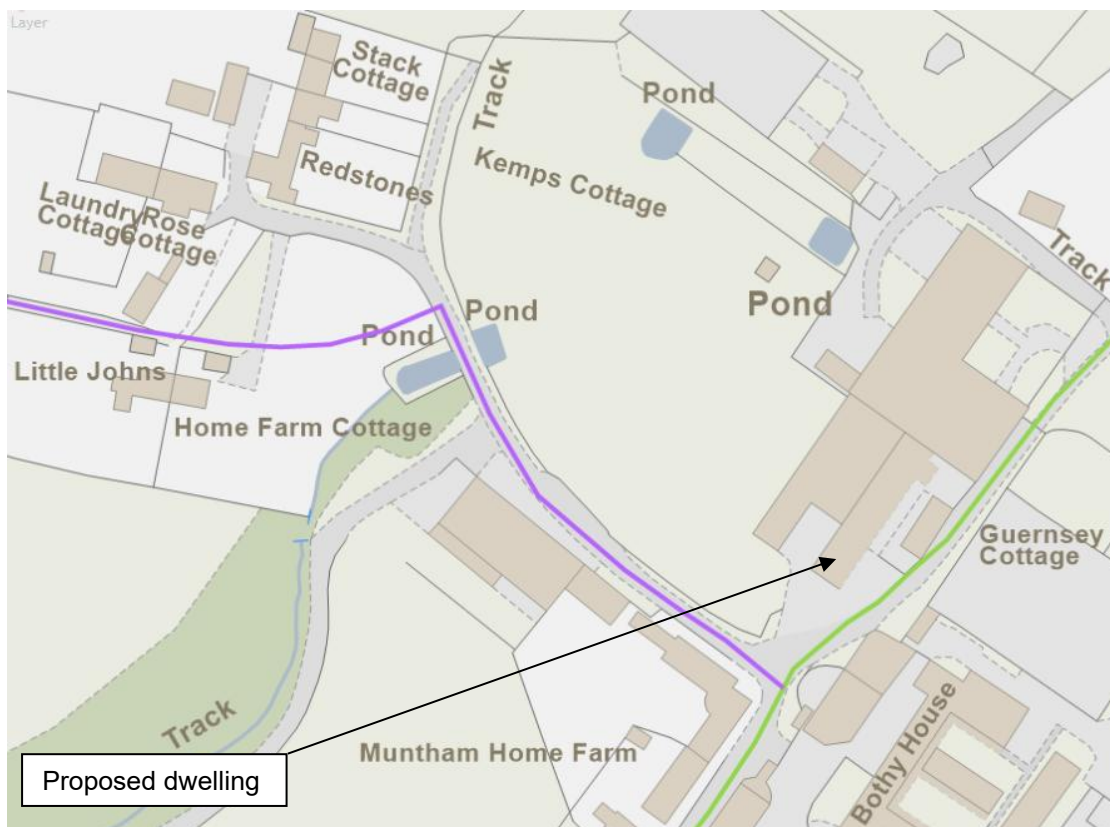 Layer
Stack
Cottage
Track
Pond
Kemps Cottage
Redstones
Laundry
Cottage
Rose
Cottage
Track
Pond
Pond
Pond
Little Johns
Home Farm Cottage
Guernsey
Cottage
Track
Muntham Home Farm
Bothy House
Proposed dwelling